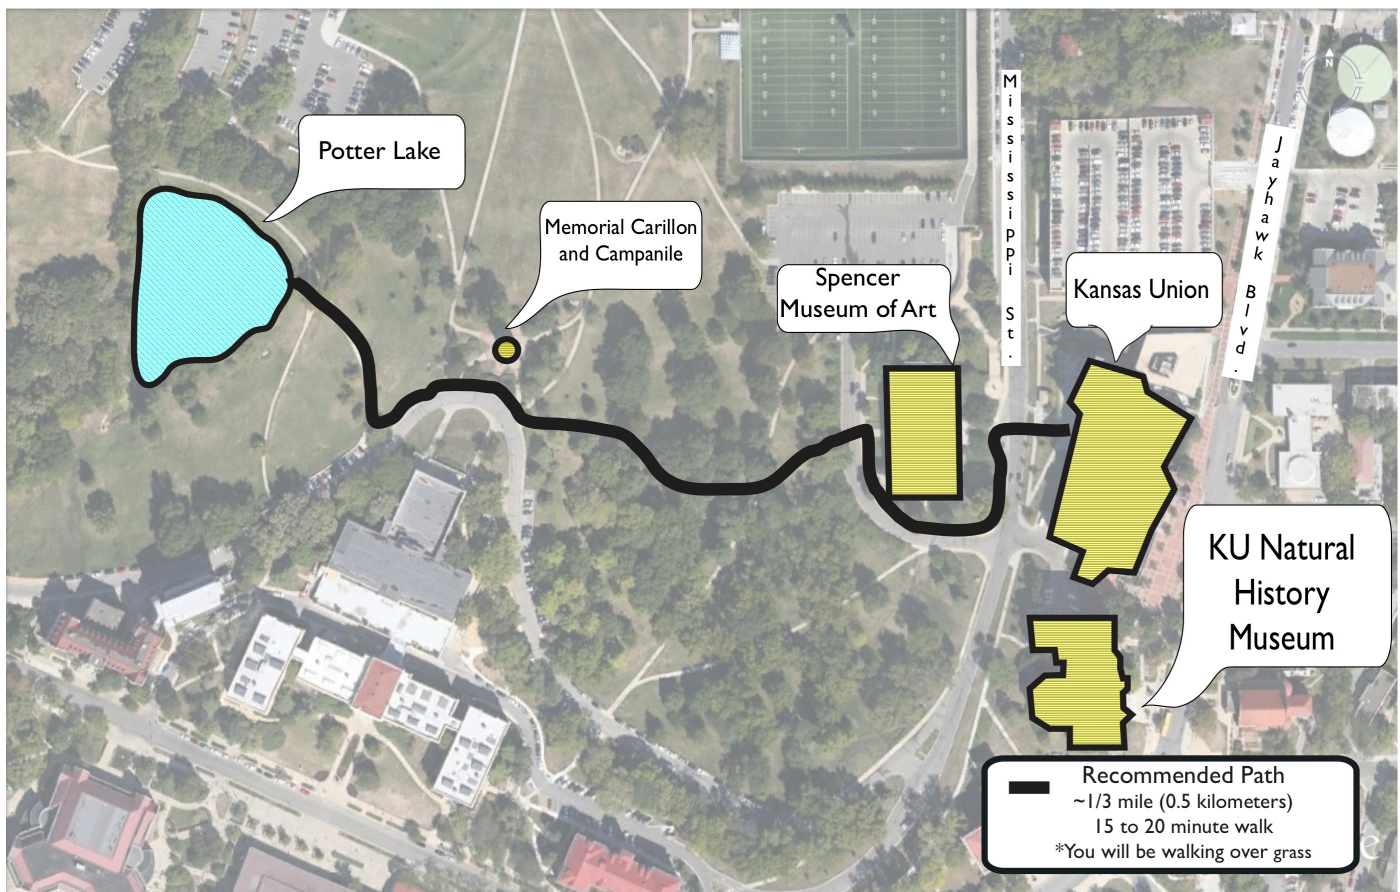 Potter Lake
Memorial Carillon
and Campanile
Spencer
Museum of Art
Mississippi St.
Kansas Union
Jayhawk Blvd.
N
KU Natural
History
Museum
Recommended Path
~1/3 mile (0.5 kilometers)
15 to 20 minute walk
*You will be walking over grass